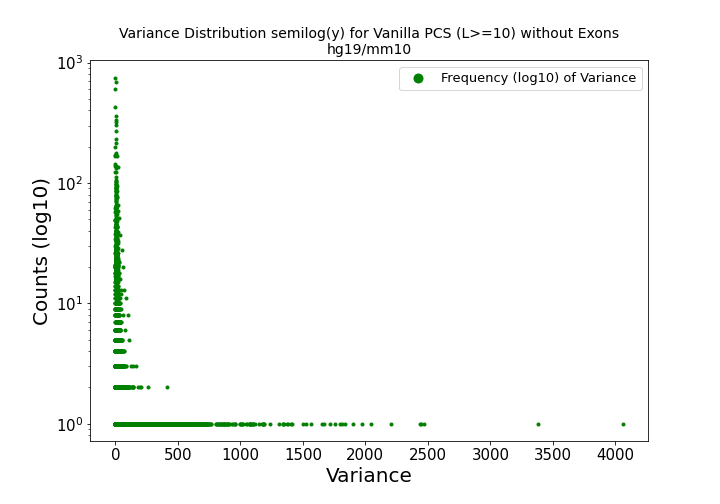 Variance Distribution semilog(y) for Vanilla PCS (L>=10) without Exons
hg19/mm10
Frequency (log10) of Variance
Counts (log10)
10³
10²
10¹
10⁰
0 500 1000 1500 2000 2500 3000 3500 4000
Variance